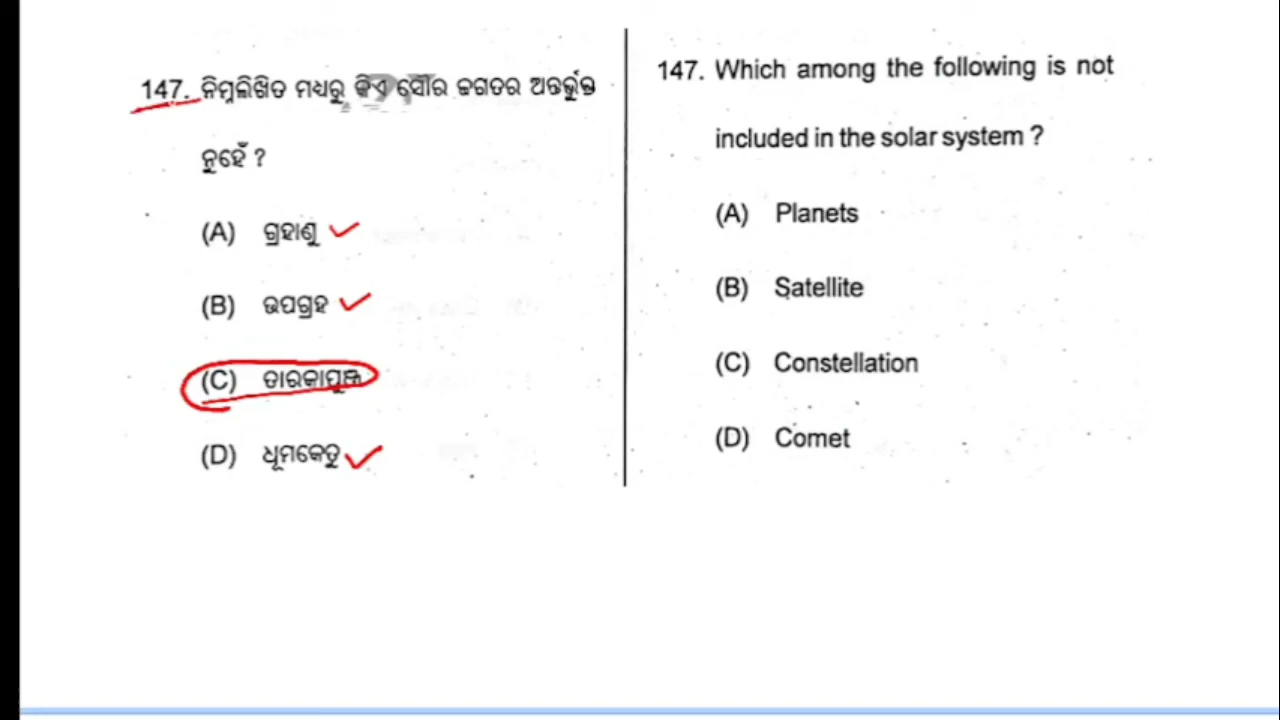 147. ନିମ୍ନଲିଖିତ ମଧ୍ୟରୁ କିଏ ସୌର ଜଗତର ଅନ୍ତର୍ଭୁକ୍ତ
ନୁହେଁ ?
(A) ଗ୍ରହାଣୁ
(B) ଉପଗ୍ରହ
(C) ତାରକାପୁଞ୍ଜ
(D) ଧୂମକେତୁ
147. Which among the following is not
included in the solar system ?
(A) Planets
(B) Satellite
(C) Constellation
(D) Comet